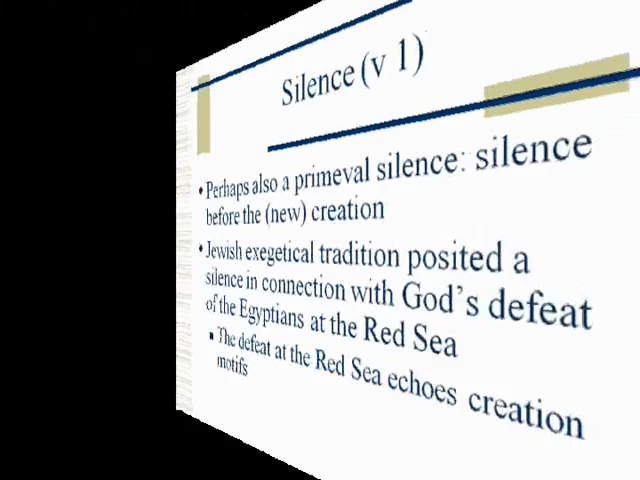 Silence (v 1)
• Perhaps also a primeval silence: silence
before the (new) creation
• Jewish exegetical tradition posited a
silence in connection with God's defeat
of the Egyptians at the Red Sea
▪ The defeat at the Red Sea echoes creation
motifs